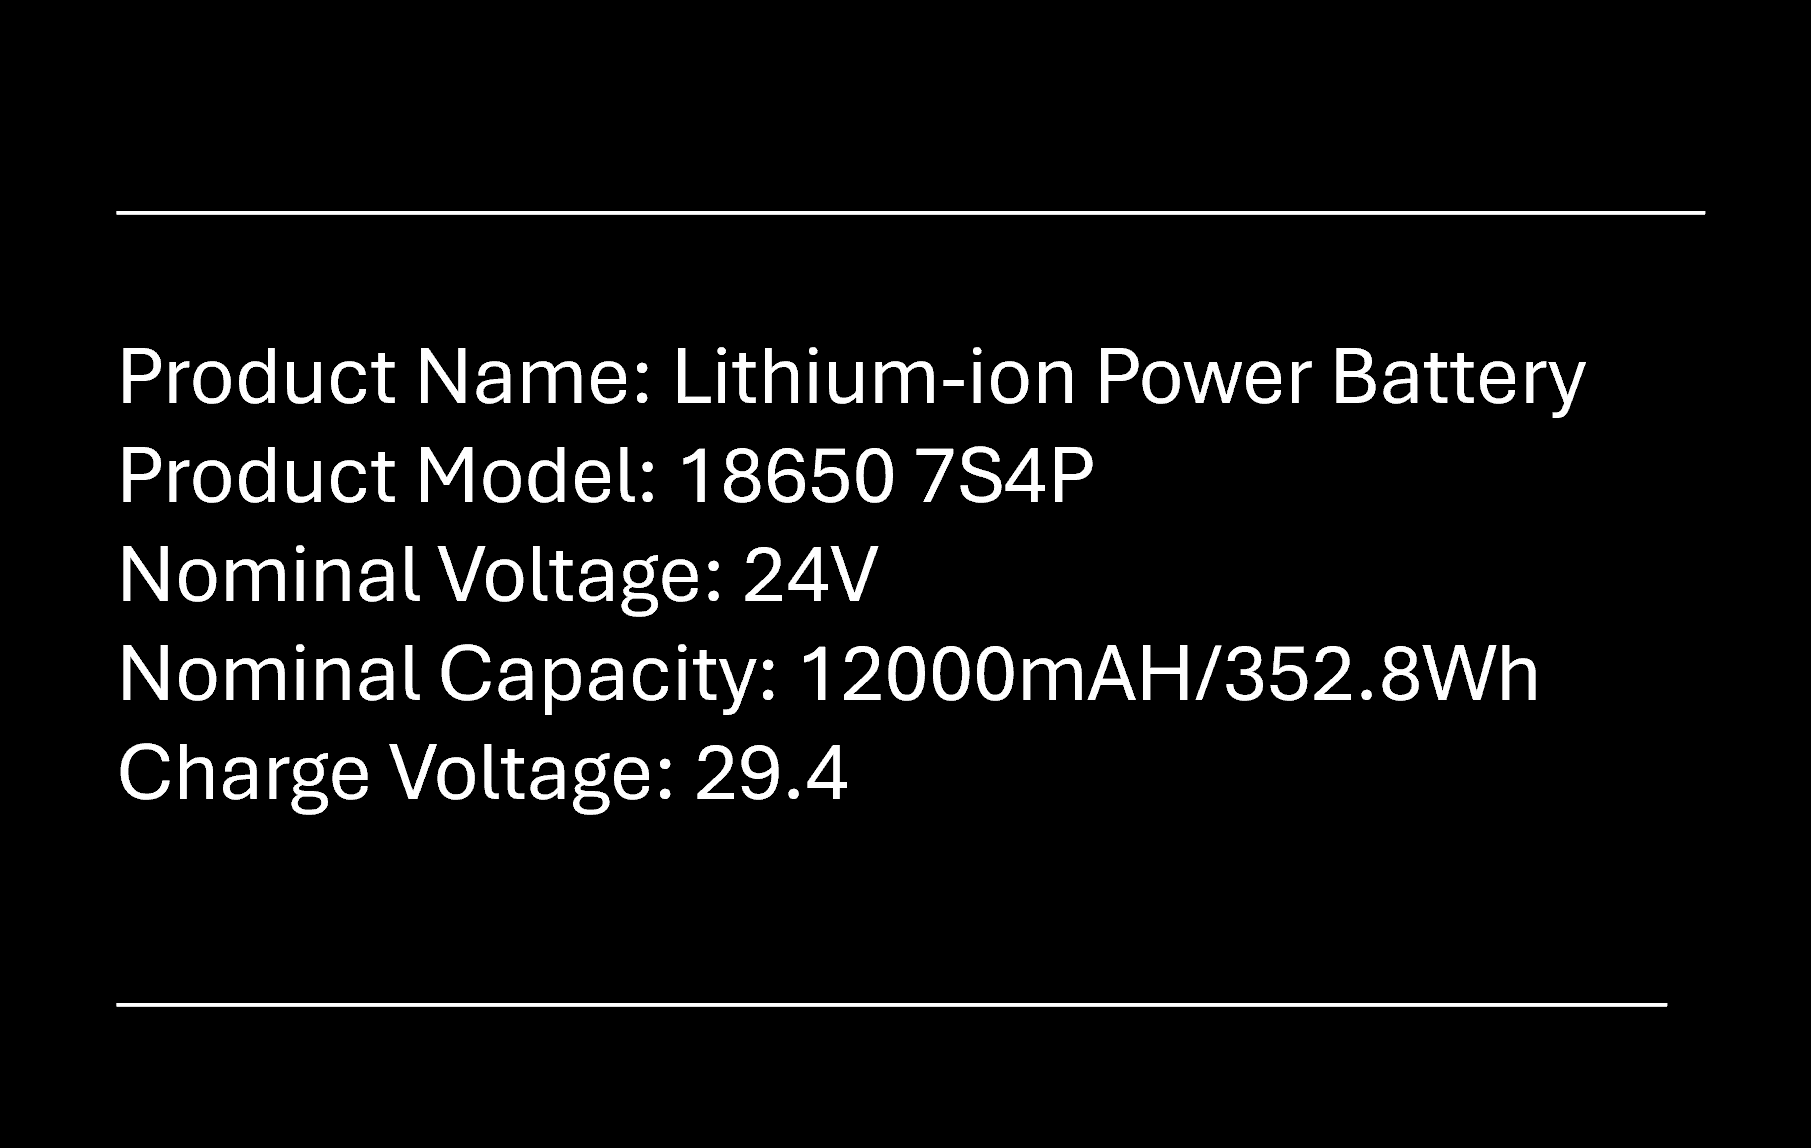 Product Name: Lithium-ion Power Battery
Product Model: 18650 7S4P
Nominal Voltage: 24V
Nominal Capacity: 12000mAH/352.8Wh
Charge Voltage: 29.4